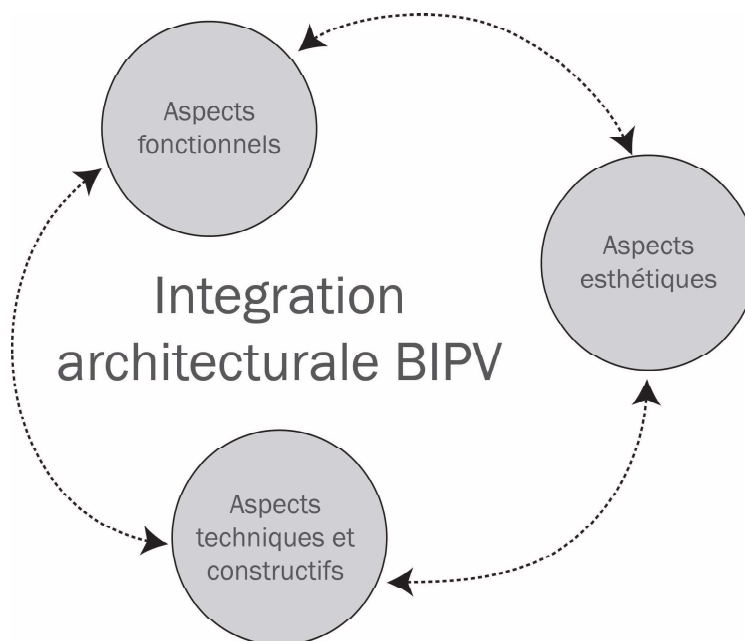 Aspects
fonctionnels
Aspects
esthétiques
Integration
architecturale BIPV
Aspects
techniques et
constructifs